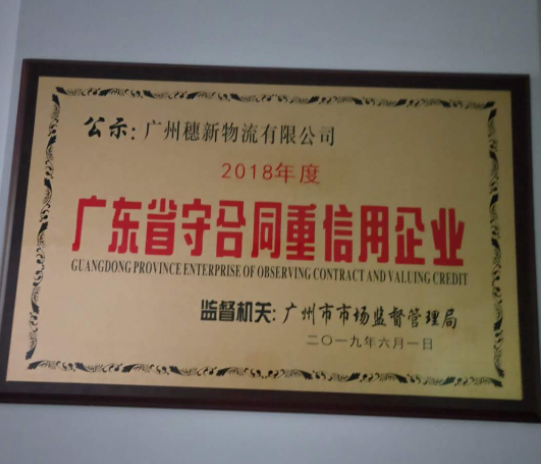 公示：广州穗新物流有限公司
2018年度
广东省守合同重信用企业
GUANGDONG PROVINCE ENTERPRISE OF OBSERVING CONTRACT AND VALUING CREDIT
监督机关：广州市市场监督管理局
二〇一九年六月一日